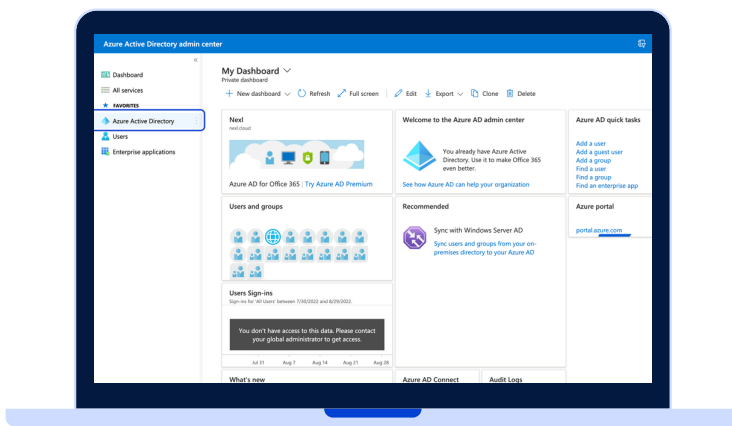 Azure Active Directory admin center
«
Dashboard
All services
FAVORITES
Azure Active Directory
Users
Enterprise applications
My Dashboard
Private dashboard
New dashboard
Refresh
Full screen
Edit
Export
Clone
Delete
Nexl
nexl.cloud
Azure AD for Office 365 | Try Azure AD Premium
Welcome to the Azure AD admin center
You already have Azure Active
Directory. Use it to make Office 365
even better.
See how Azure AD can help your organization
Azure AD quick tasks
Add a user
Add a guest user
Add a group
Find a user
Find a group
Find an enterprise app
Users and groups
Recommended
Sync with Windows Server AD
Sync users and groups from your on-
premises directory to your Azure AD
Azure portal
portal.azure.com
Users Sign-ins
Sign-ins for 'All Users' between 7/30/2022 and 8/29/2022.
You don't have access to this data. Please contact
your global administrator to get access.
Jul 31 Aug 7 Aug 14 Aug 21 Aug 28
What's new
Azure AD Connect
Audit Logs